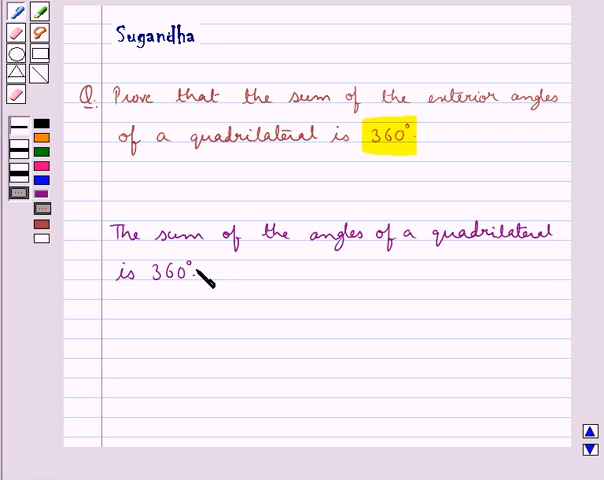 Sugandha
Q. Prove that the sum of the exterior angles
of a quadrilateral is 360°.
The sum of the angles of a quadrilateral
is 360°.